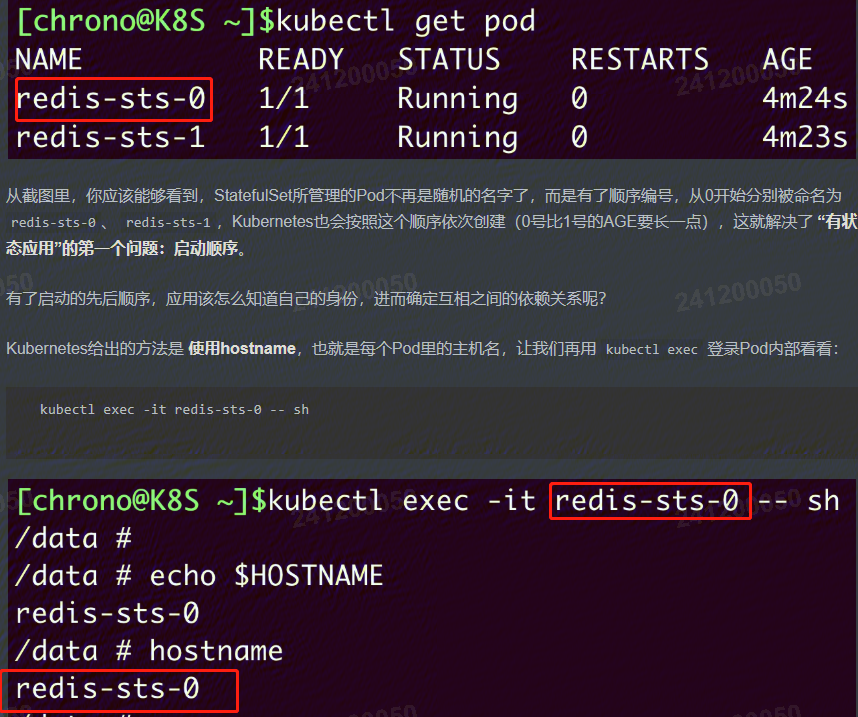 [chrono@K8S ~]$kubectl get pod
NAME READY STATUS RESTARTS AGE
redis-sts-0 1/1 Running 0 4m24s
redis-sts-1 1/1 Running 0 4m23s
从截图里，你应该能够看到，StatefulSet所管理的Pod不再是随机的名字了，而是有了顺序编号，从0开始分别被命名为
redis-sts-0 、 redis-sts-1 ，Kubernetes也会按照这个顺序依次创建（0号比1号的AGE要长一点），这就解决了“有状
态应用”的第一个问题：启动顺序。
有了启动的先后顺序，应用该怎么知道自己的身份，进而确定互相之间的依赖关系呢？
Kubernetes给出的方法是 使用hostname，也就是每个Pod里的主机名，让我们再用 kubectl exec 登录Pod内部看看：
kubectl exec -it redis-sts-0 -- sh
[chrono@K8S ~]$kubectl exec -it redis-sts-0 -- sh
/data #
/data # echo $HOSTNAME
redis-sts-0
/data # hostname
redis-sts-0
/data #
241200050
241200050
241200050
241200050
241200050
241200050